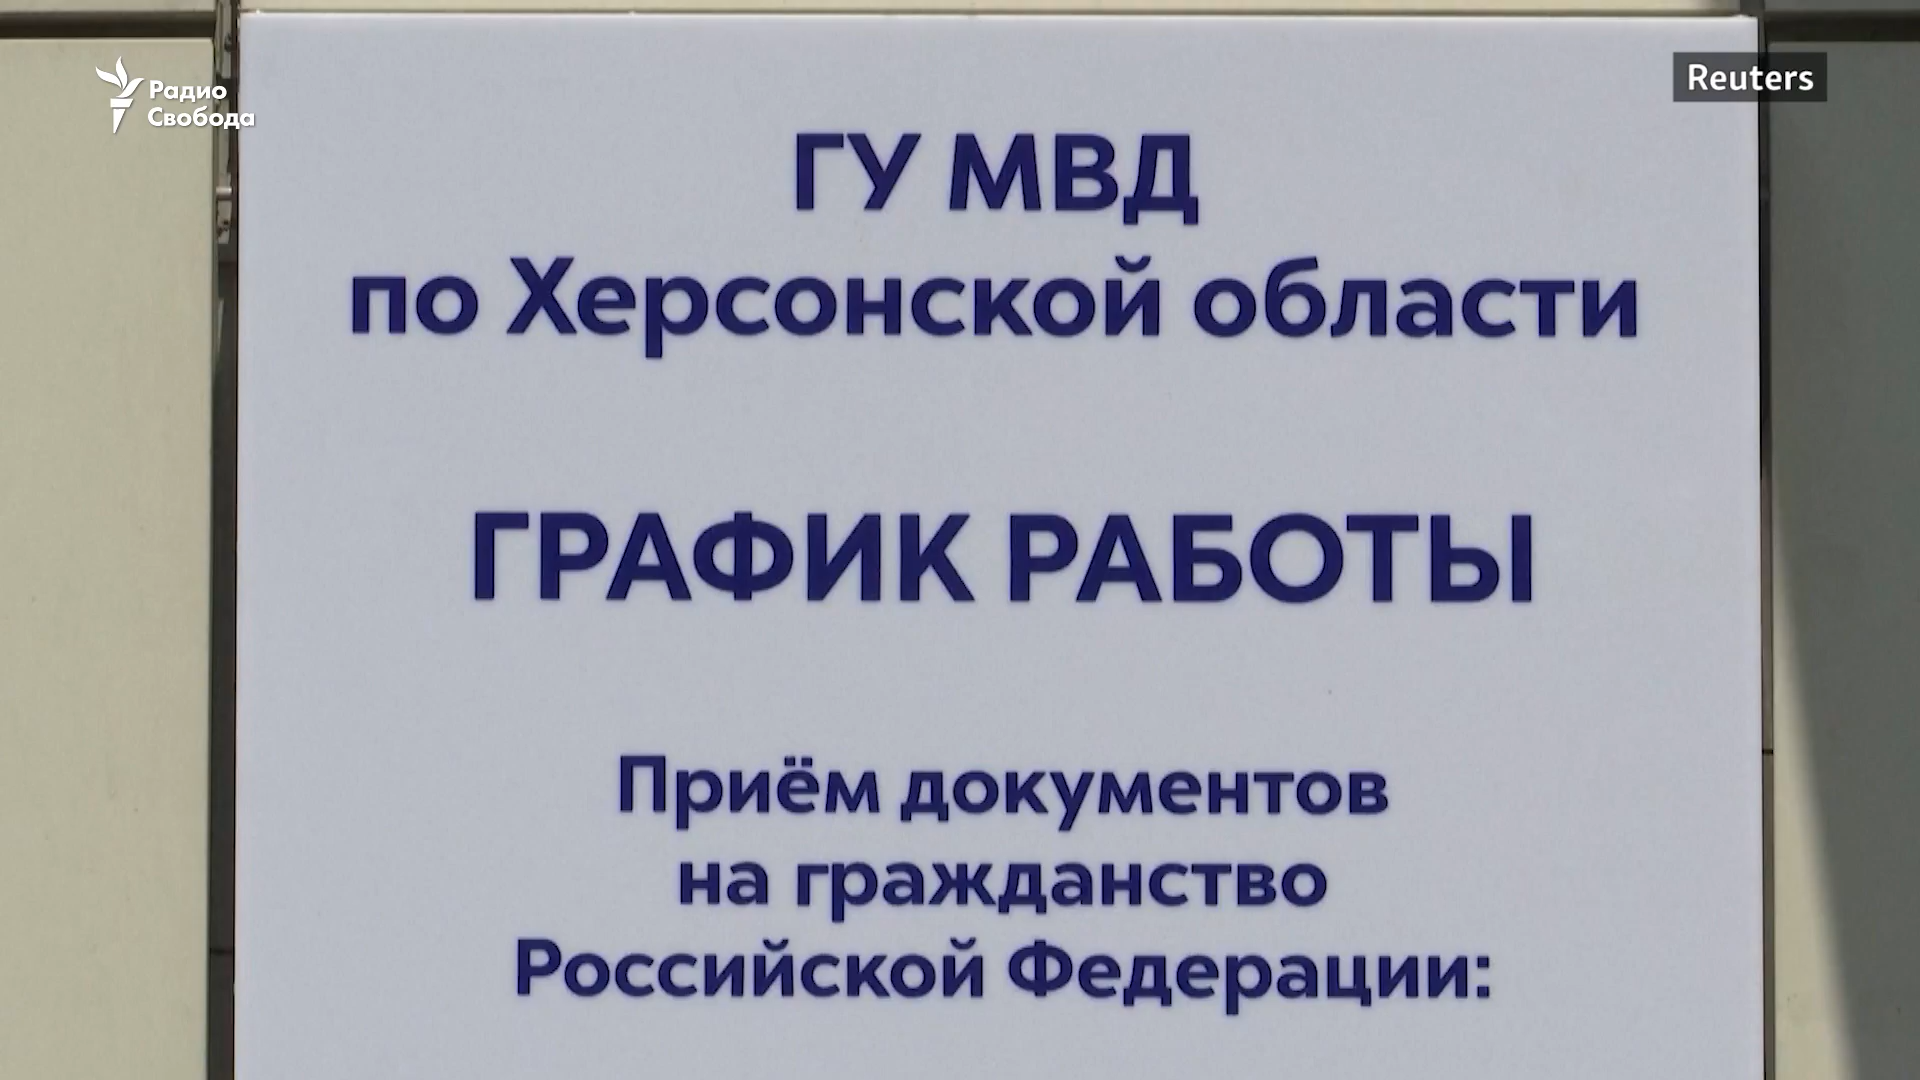 Радио
Свобода
Reuters
ГУ МВД
по Херсонской области
ГРАФИК РАБОТЫ
Приём документов
на гражданство
Российской Федерации: